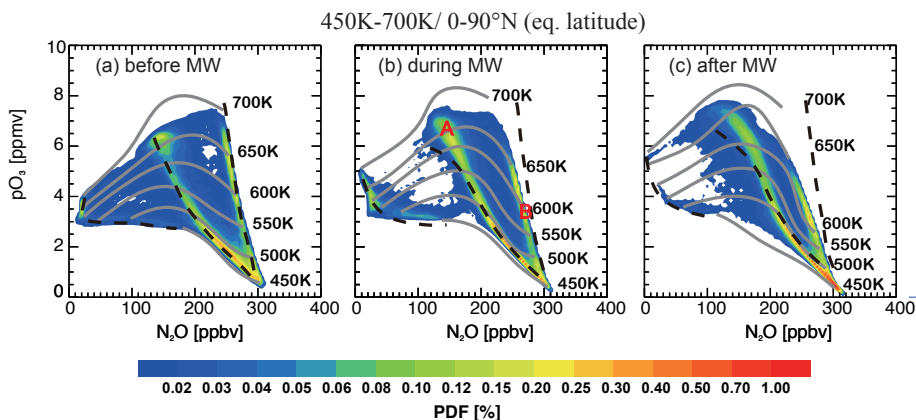 450K-700K/ 0-90°N (eq. latitude)
(a) before MW
(b) during MW
(c) after MW
pO₃ [ppmv]
10
8
6
4
2
0
700K
650K
600K
550K
500K
450K
A
B
700K
650K
600K
550K
500K
450K
700K
650K
600K
550K
500K
450K
0 100 200 300 400
0 100 200 300 400
0 100 200 300 400
N₂O [ppbv]
N₂O [ppbv]
N₂O [ppbv]
0.02 0.03 0.04 0.05 0.06 0.08 0.10 0.12 0.15 0.20 0.25 0.30 0.40 0.50 0.70 1.00
PDF [%]